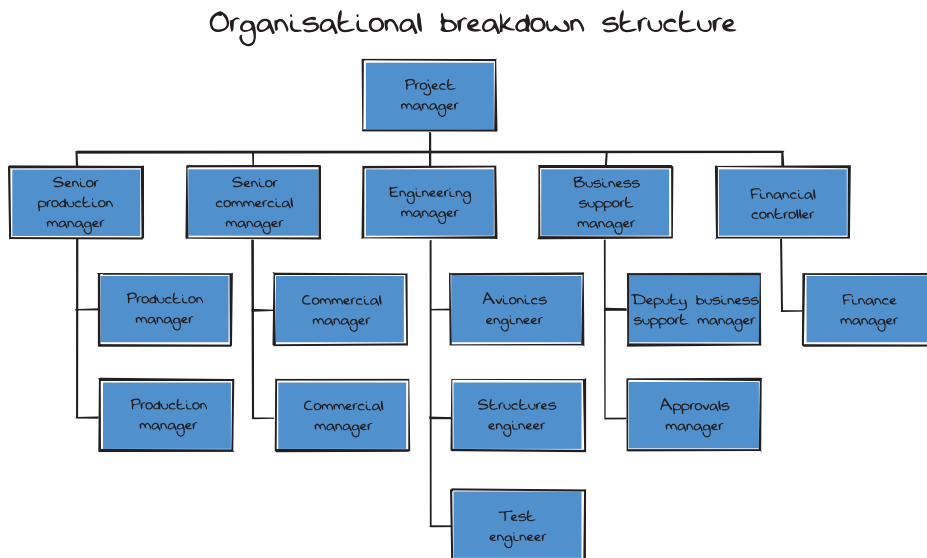 Organisational breakdown structure
Project
manager
Senior
production
manager
Senior
commercial
manager
Engineering
manager
Business
support
manager
Financial
controller
Production
manager
Commercial
manager
Avionics
engineer
Deputy business
support manager
Finance
manager
Production
manager
Commercial
manager
Structures
engineer
Approvals
manager
Test
engineer